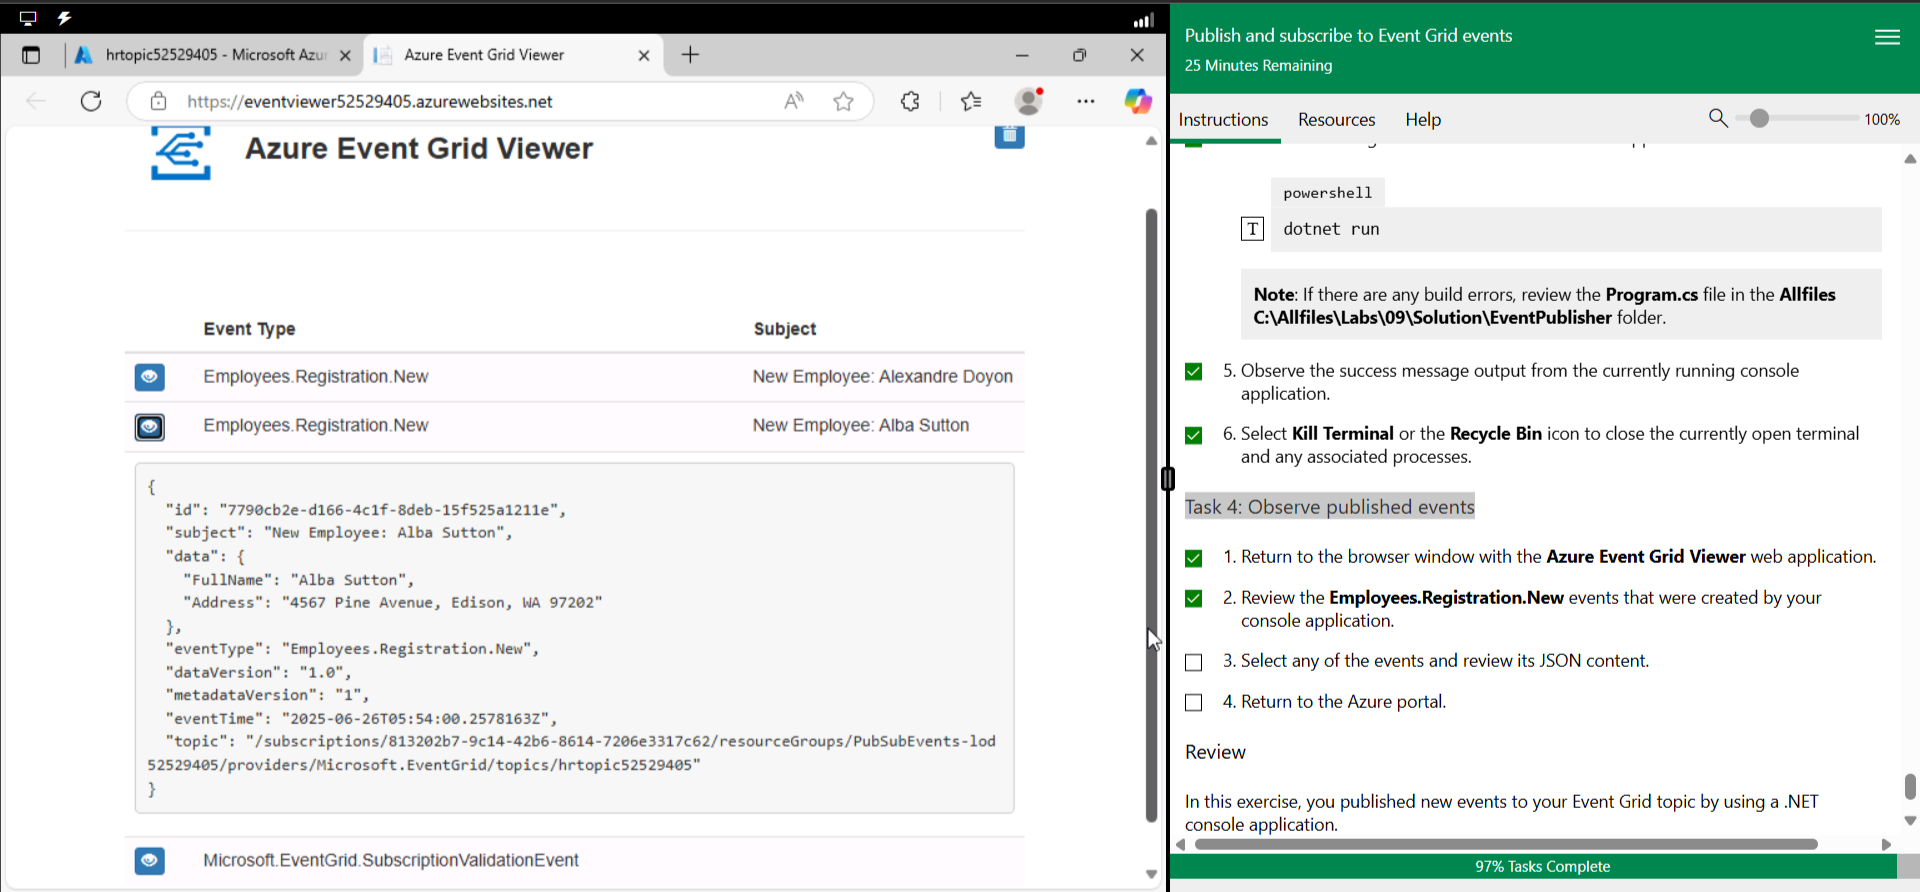 hrtopic52529405 - Microsoft Azur
Azure Event Grid Viewer
https://eventviewer52529405.azurewebsites.net
Azure Event Grid Viewer
Event Type
Subject
Employees.Registration.New
New Employee: Alexandre Doyon
Employees.Registration.New
New Employee: Alba Sutton
{
"id": "7790cb2e-d166-4c1f-8deb-15f525a1211e",
"subject": "New Employee: Alba Sutton",
"data": {
"FullName": "Alba Sutton",
"Address": "4567 Pine Avenue, Edison, WA 97202"
},
"eventType": "Employees.Registration.New",
"dataVersion": "1.0",
"metadataVersion": "1",
"eventTime": "2025-06-26T05:54:00.2578163Z",
"topic": "/subscriptions/813202b7-9c14-42b6-8614-7206e3317c62/resourceGroups/PubSubEvents-lod
52529405/providers/Microsoft.EventGrid/topics/hrtopic52529405"
}
Microsoft.EventGrid.SubscriptionValidationEvent
Publish and subscribe to Event Grid events
25 Minutes Remaining
Instructions
Resources
Help
100%
powershell
T
dotnet run
Note: If there are any build errors, review the Program.cs file in the Allfiles
C:\Allfiles\Labs\09\Solution\EventPublisher folder.
5. Observe the success message output from the currently running console
application.
6. Select Kill Terminal or the Recycle Bin icon to close the currently open terminal
and any associated processes.
Task 4: Observe published events
1. Return to the browser window with the Azure Event Grid Viewer web application.
2. Review the Employees.Registration.New events that were created by your
console application.
3. Select any of the events and review its JSON content.
4. Return to the Azure portal.
Review
In this exercise, you published new events to your Event Grid topic by using a .NET
console application.
97% Tasks Complete